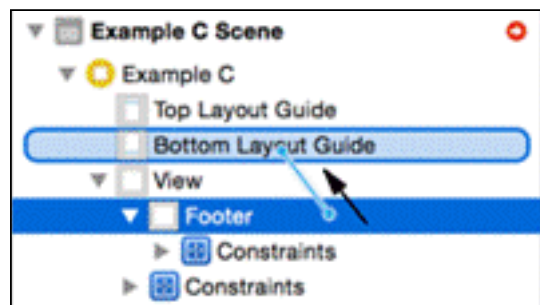 Example C Scene
Example C
Top Layout Guide
Bottom Layout Guide
View
Footer
Constraints
Constraints